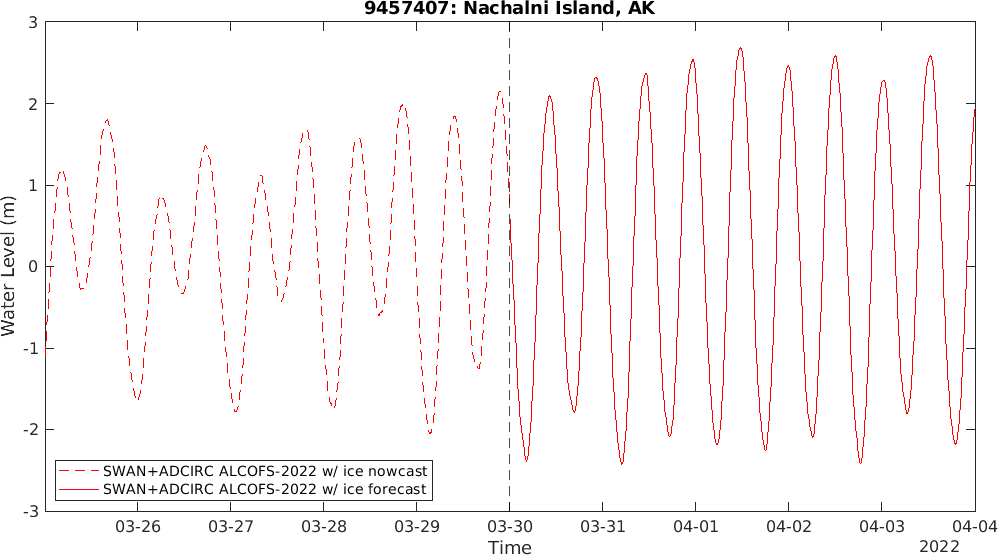 9457407: Nachalni Island, AK
3
2
1
0
-1
-2
-3
Water Level (m)
SWAN+ADCIRC ALCOFS-2022 w/ ice nowcast
SWAN+ADCIRC ALCOFS-2022 w/ ice forecast
03-26 03-27 03-28 03-29 03-30 03-31 04-01 04-02 04-03 04-04
Time
2022